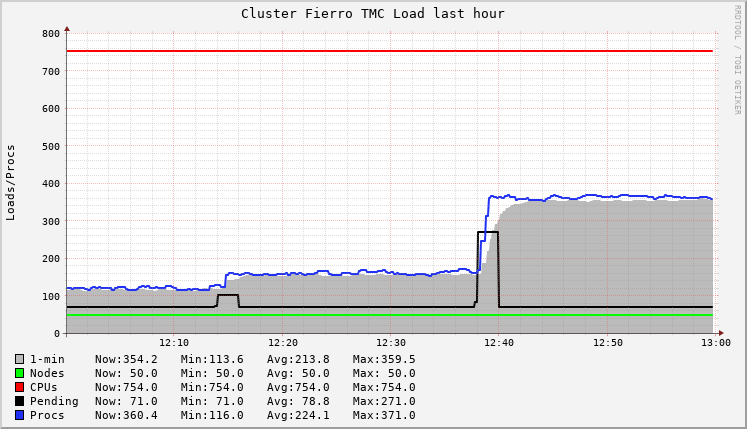 Cluster Fierro TMC Load last hour
RRDTOOL / TOBI OETIKER
Loads/Procs
800
700
600
500
400
300
200
100
0
12:10 12:20 12:30 12:40 12:50 13:00
1-min Now:354.2 Min:113.6 Avg:213.8 Max:359.5
Nodes Now: 50.0 Min: 50.0 Avg: 50.0 Max: 50.0
CPUs Now:754.0 Min:754.0 Avg:754.0 Max:754.0
Pending Now: 71.0 Min: 71.0 Avg: 78.8 Max:271.0
Procs Now:360.4 Min:116.0 Avg:224.1 Max:371.0